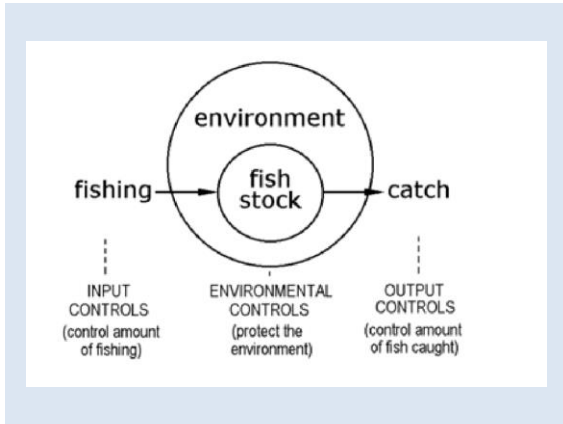 environment
fishing
fish
stock
catch
INPUT
CONTROLS
(control amount
of fishing)
ENVIRONMENTAL
CONTROLS
(protect the
environment)
OUTPUT
CONTROLS
(control amount
of fish caught)